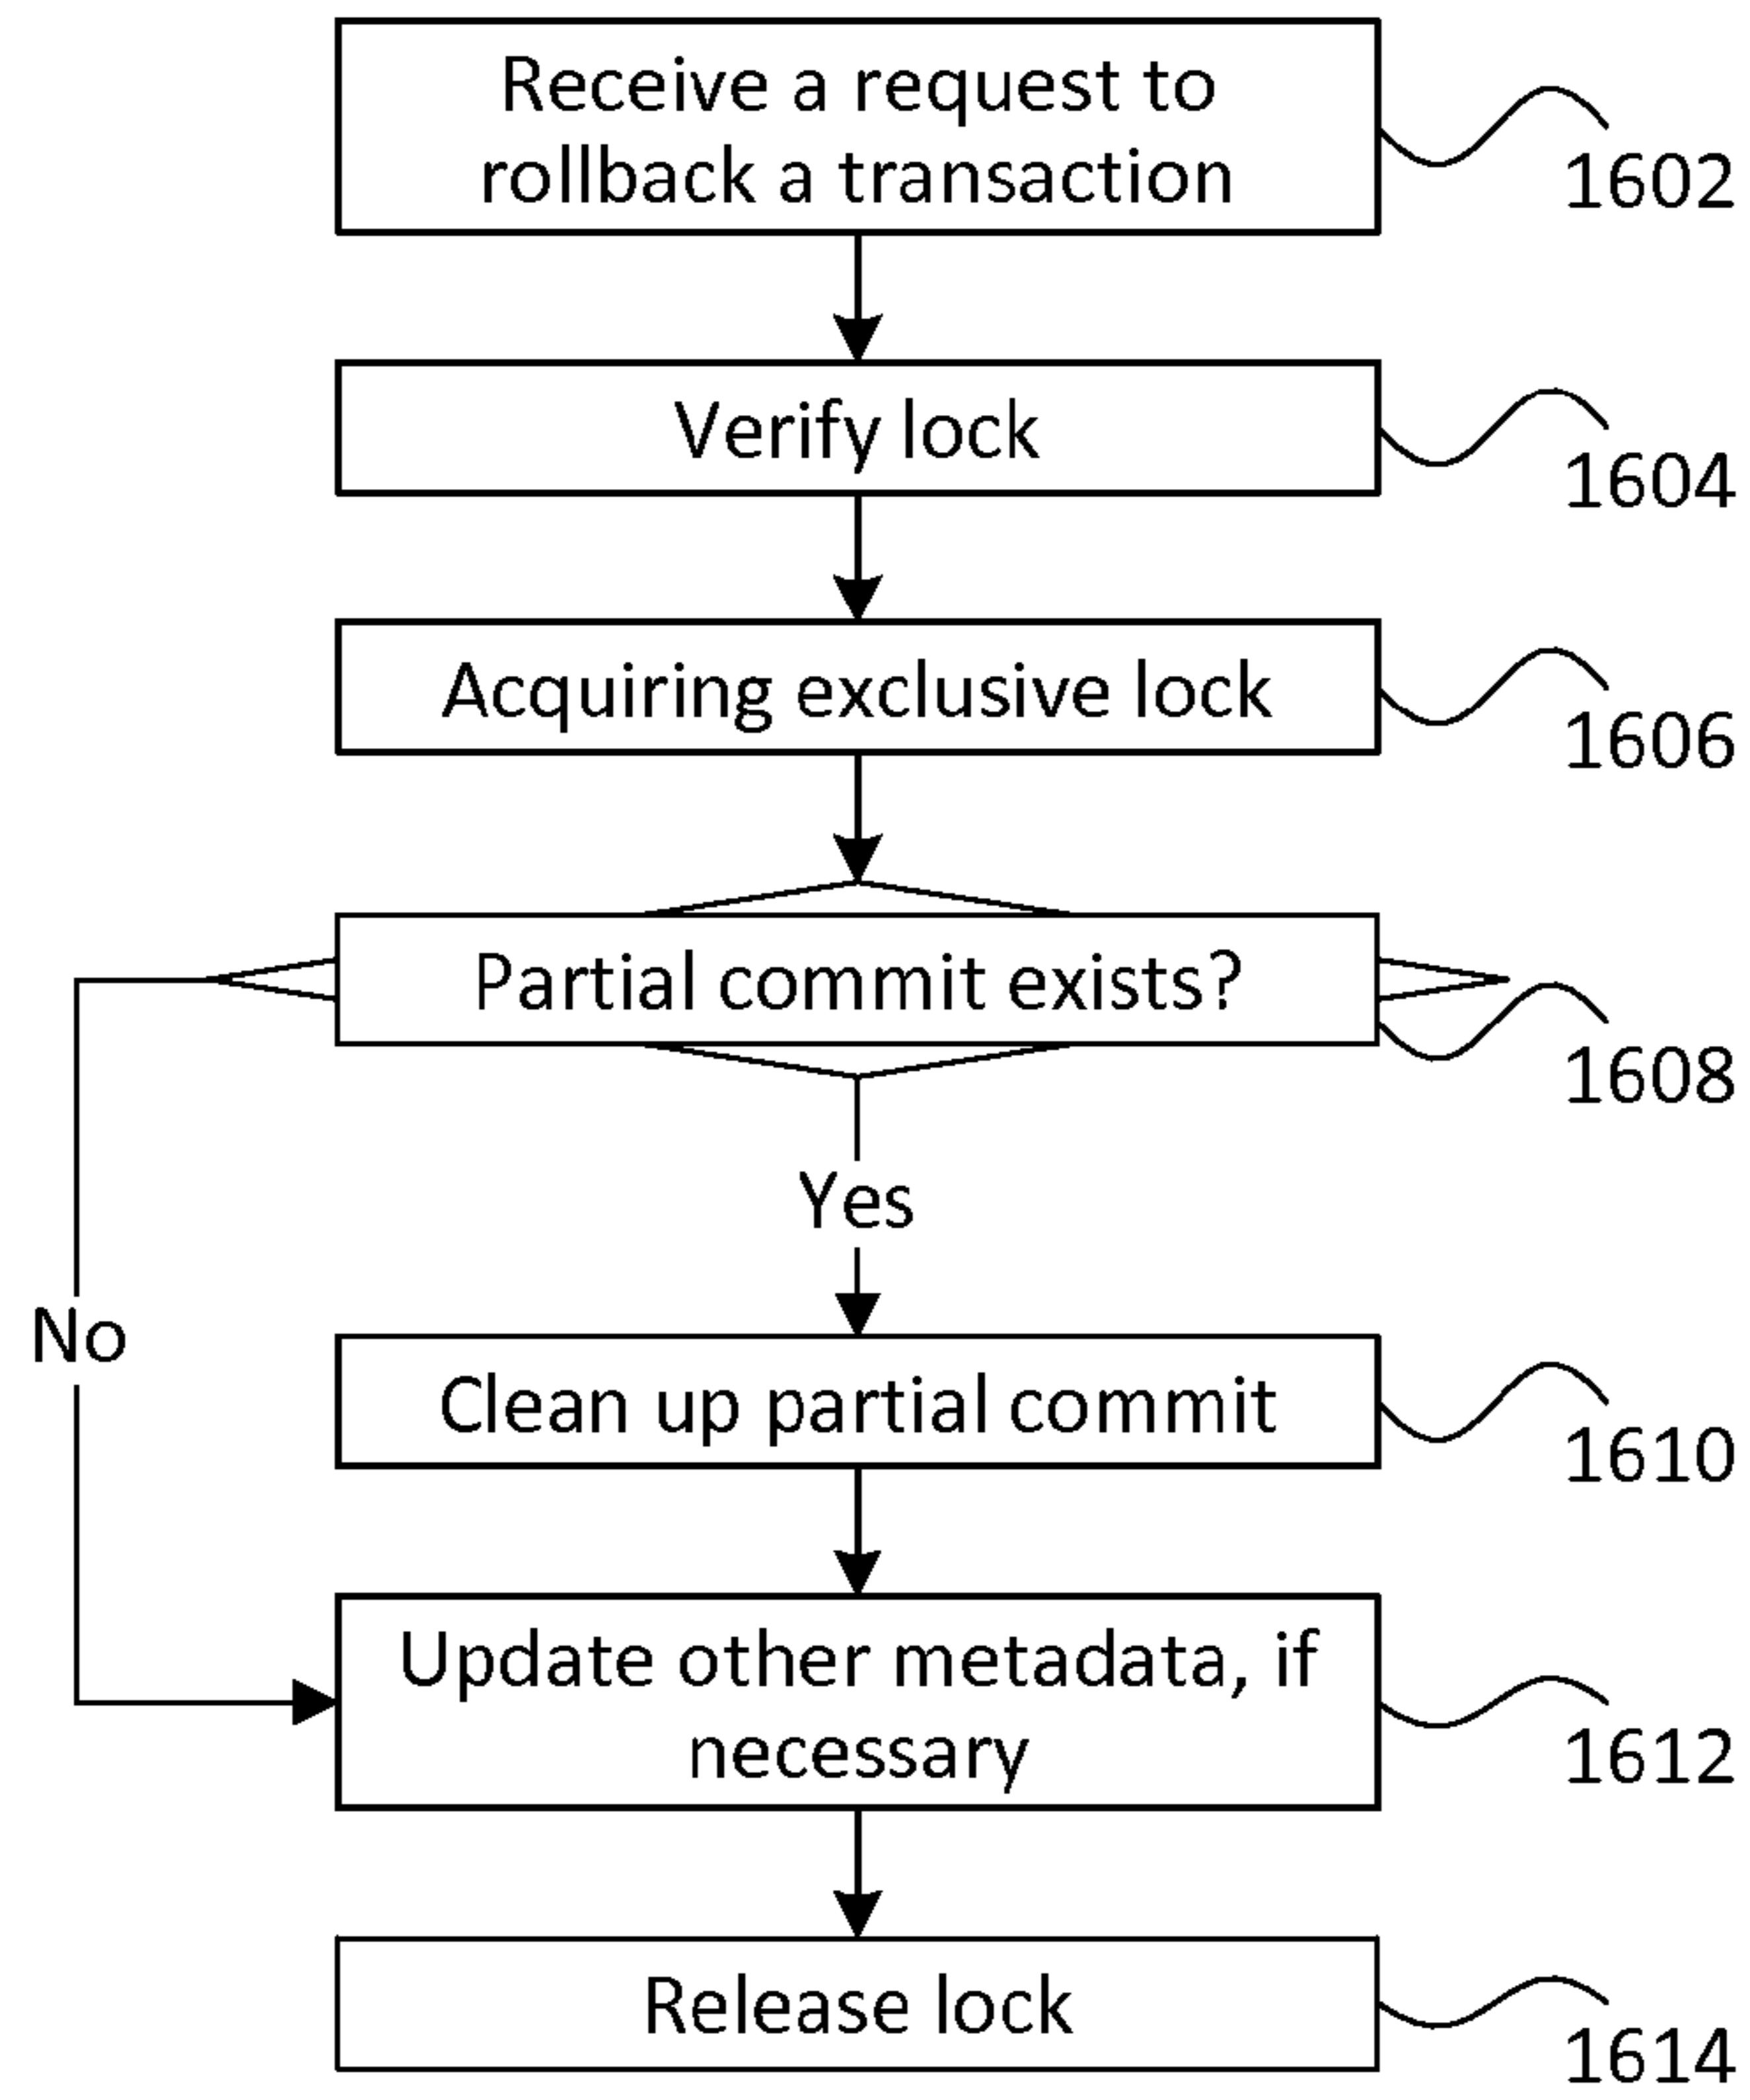 Receive a request to
rollback a transaction
1602
Verify lock
1604
Acquiring exclusive lock
1606
Partial commit exists?
1608
Yes
No
Clean up partial commit
1610
Update other metadata, if
necessary
1612
Release lock
1614